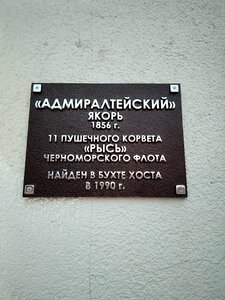 «АДМИРАЛТЕЙСКИЙ»
ЯКОРЬ
1856 г.
11 ПУШЕЧНОГО КОРВЕТА
«РЫСЬ»
ЧЕРНОМОРСКОГО ФЛОТА
НАЙДЕН В БУХТЕ ХОСТА
В 1990 г.